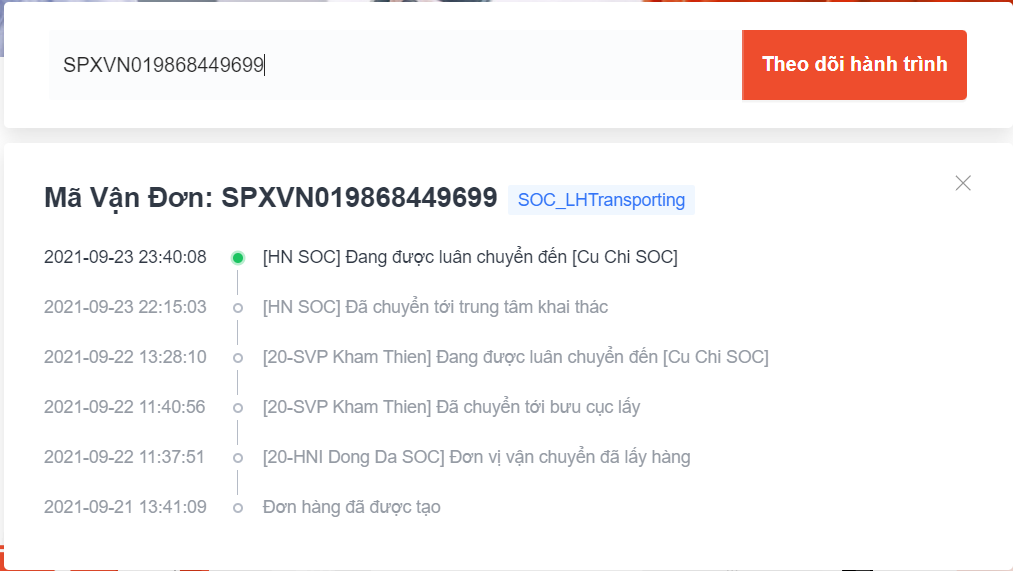 SPXVN019868449699
Theo dõi hành trình
Mã Vận Đơn: SPXVN019868449699 SOC_LHTransporting
2021-09-23 23:40:08 [HN SOC] Đang được luân chuyển đến [Cu Chi SOC]
2021-09-23 22:15:03 [HN SOC] Đã chuyển tới trung tâm khai thác
2021-09-22 13:28:10 [20-SVP Kham Thien] Đang được luân chuyển đến [Cu Chi SOC]
2021-09-22 11:40:56 [20-SVP Kham Thien] Đã chuyển tới bưu cục lấy
2021-09-22 11:37:51 [20-HNI Dong Da SOC] Đơn vị vận chuyển đã lấy hàng
2021-09-21 13:41:09 Đơn hàng đã được tạo